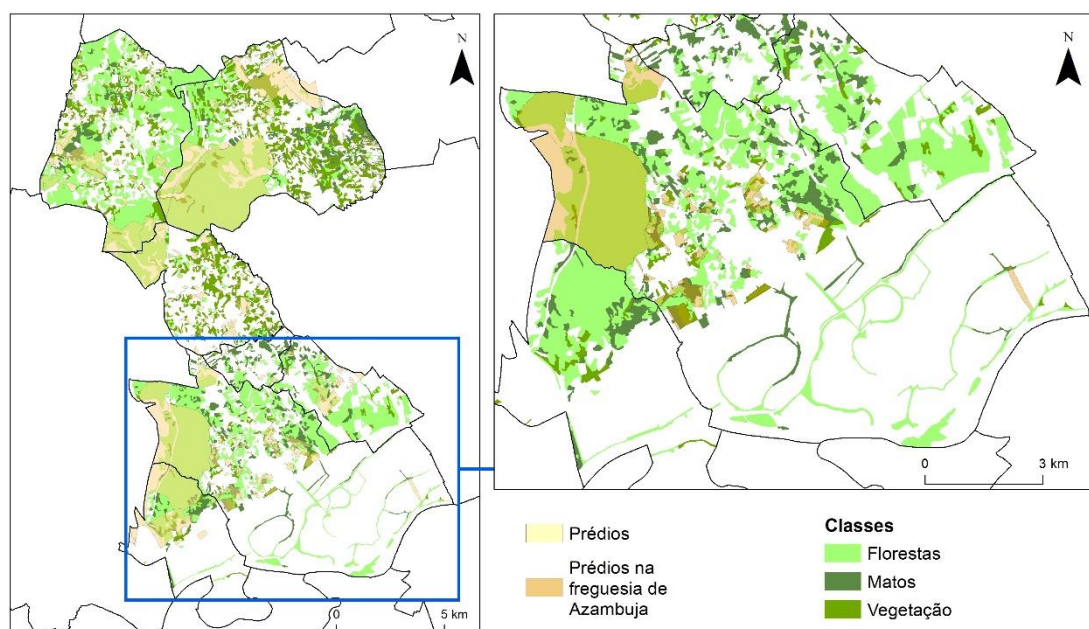 N
N
0 3 km
0 5 km
Prédios
Prédios na
freguesia de
Azambuja
Classes
Florestas
Matos
Vegetação